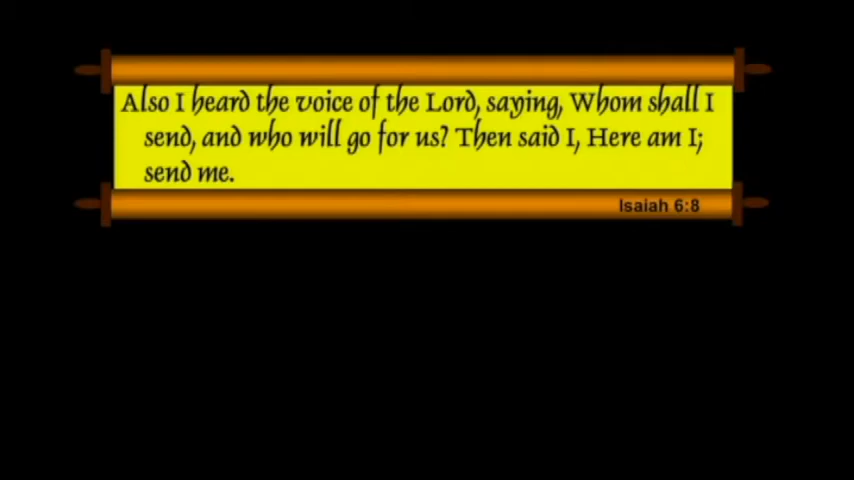 Also I heard the voice of the Lord, saying, Whom shall I
send, and who will go for us? Then said I, Here am I;
send me.
Isaiah 6:8